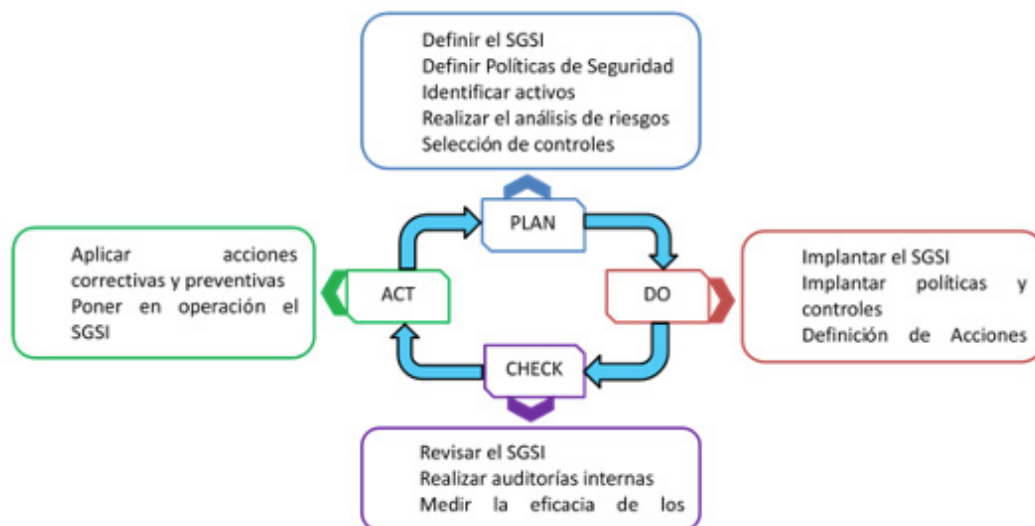 Definir el SGSI
Definir Políticas de Seguridad
Identificar activos
Realizar el análisis de riesgos
Selección de controles
PLAN
Aplicar acciones
correctivas y preventivas
Poner en operación el
SGSI
ACT
DO
Implantar el SGSI
Implantar políticas y
controles
Definición de Acciones
CHECK
Revisar el SGSI
Realizar auditorías internas
Medir la eficacia de los